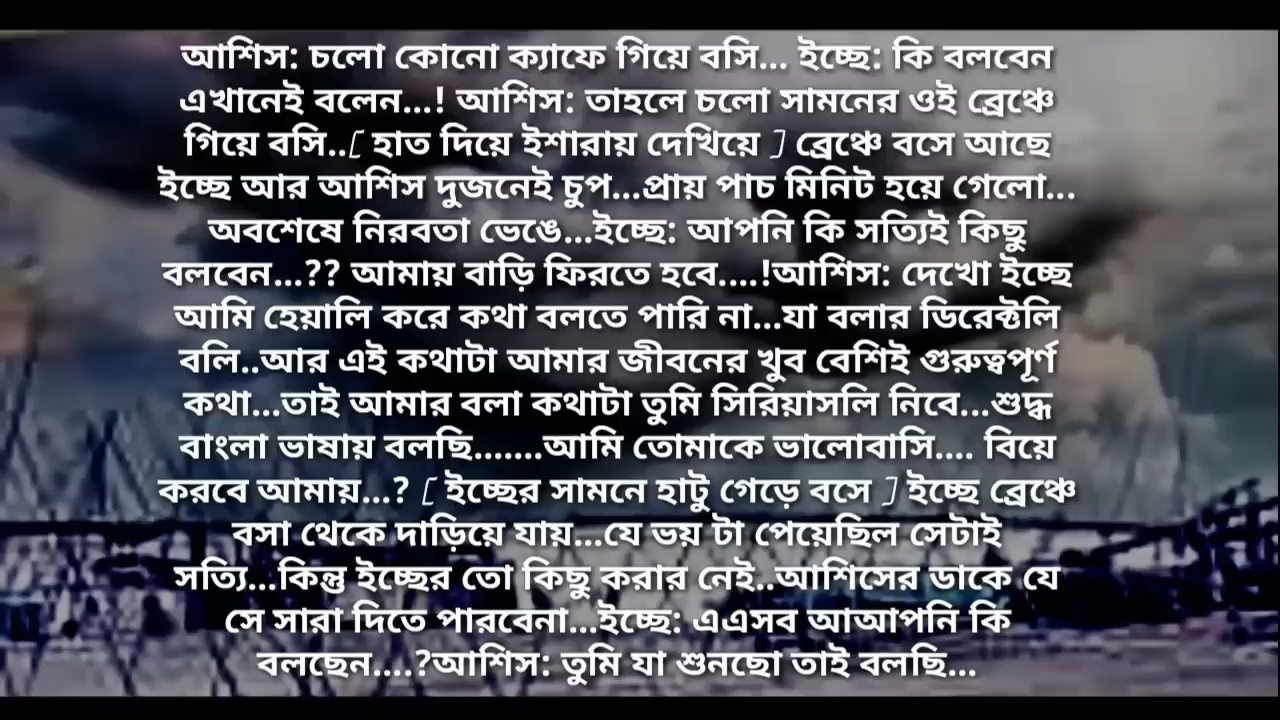 আশিস: চলো কোনো ক্যাফে গিয়ে বসি... ইচ্ছে: কি বলবেন
এখানেই বলেন...! আশিস: তাহলে চলো সামনের ওই ব্রেঞ্চে
গিয়ে বসি..[ হাত দিয়ে ইশারায় দেখিয়ে ] ব্রেঞ্চে বসে আছে
ইচ্ছে আর আশিস দুজনেই চুপ...প্রায় পাচ মিনিট হয়ে গেলো...
অবশেষে নিরবতা ভেঙে...ইচ্ছে: আপনি কি সত্যিই কিছু
বলবেন...?? আমায় বাড়ি ফিরতে হবে....!আশিস: দেখো ইচ্ছে
আমি হেয়ালি করে কথা বলতে পারি না...যা বলার ডিরেক্টলি
বলি..আর এই কথাটা আমার জীবনের খুব বেশিই গুরুত্বপূর্ণ
কথা...তাই আমার বলা কথাটা তুমি সিরিয়াসলি নিবে...শুদ্ধ
বাংলা ভাষায় বলছি.......আমি তোমাকে ভালোবাসি.... বিয়ে
করবে আমায়...? [ ইচ্ছের সামনে হাটু গেড়ে বসে ] ইচ্ছে ব্রেঞ্চে
বসা থেকে দাড়িয়ে যায়...যে ভয় টা পেয়েছিল সেটাই
সত্যি...কিন্তু ইচ্ছের তো কিছু করার নেই..আশিসের ডাকে যে
সে সারা দিতে পারবেনা...ইচ্ছে: এএসব আআপনি কি
বলছেন....?আশিস: তুমি যা শুনছো তাই বলছি...